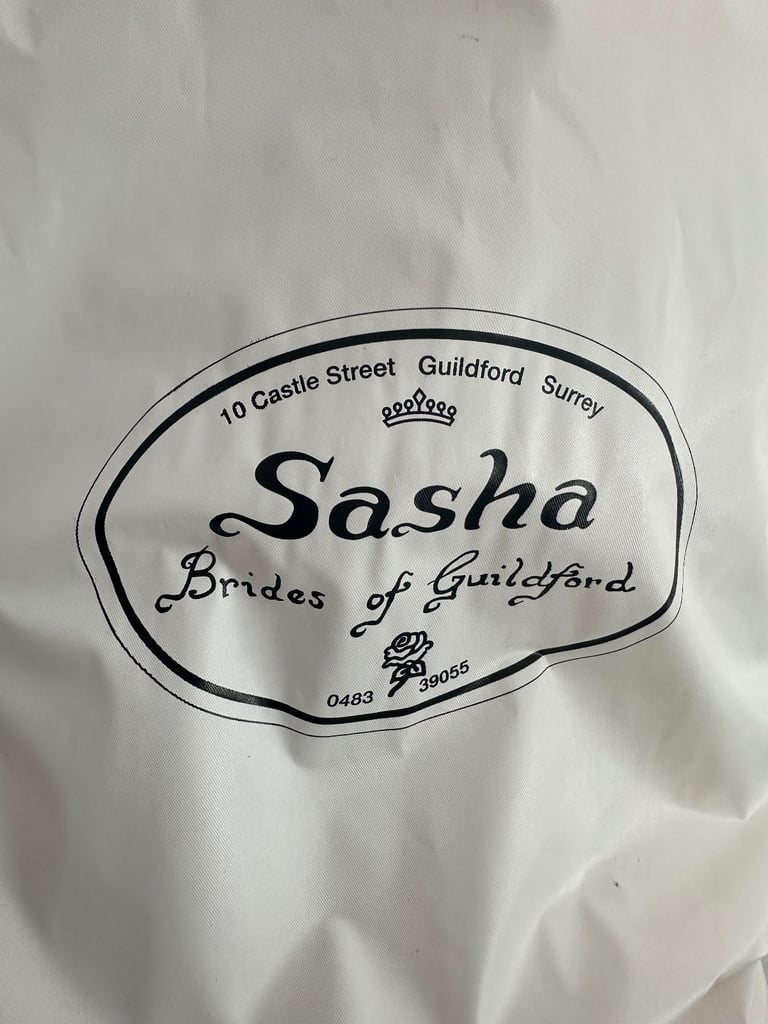 10 Castle Street Guildford Surrey
Sasha
Brides of Guildford
0483 39055